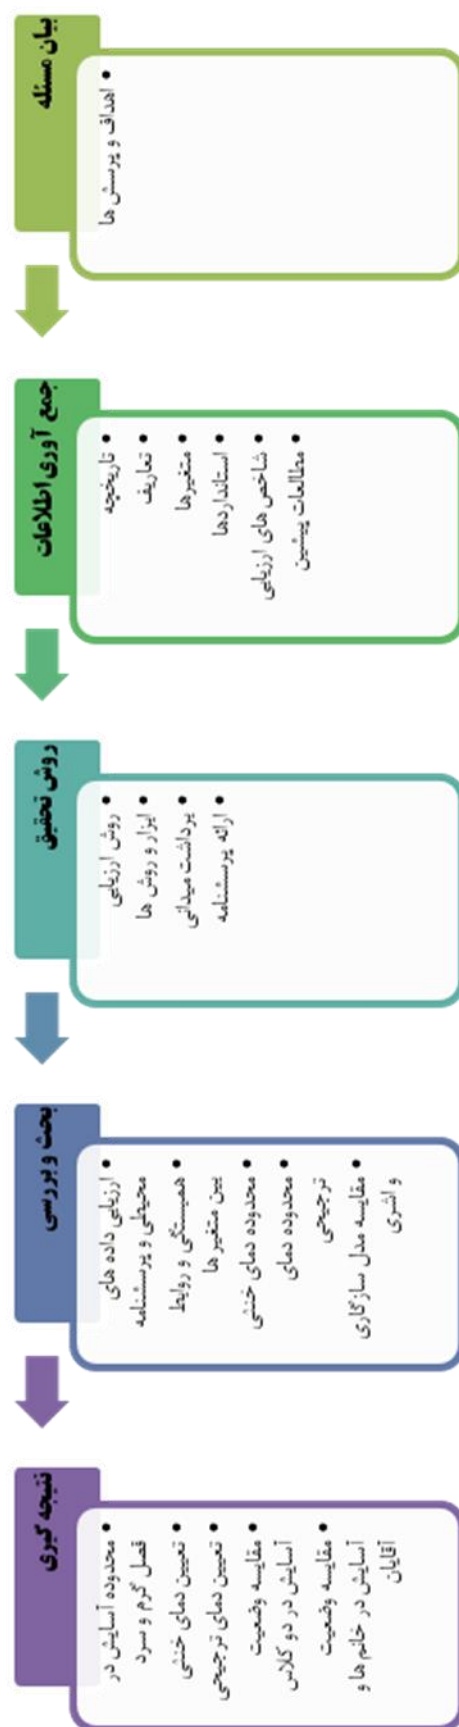 بیان مسئله
• اهداف و پرسش ها
جمع آوری اطلاعات
• تاریخچه
• تعاریف
• متغیرها
• استانداردها
• شاخص های ارزیابی
• مطالعات پیشین
روش تحقیق
• روش ارزیابی
• ابزار و روش ها
• برداشت میدانی
• ارائه پرسشنامه
بحث و بررسی
• ارزیابی داده های
محیطی و پرسشنامه
• همبستگی و روابط
بین متغیر ها
• محدوده دمای خنثی
• محدوده دمای
ترجیحی
• مقایسه مدل سازگاری
و اشری
نتیجه گیری
• محدوده آسایش در
فصل گرم و سرد
• تعیین دمای خنثی
• تعیین دمای ترجیحی
• مقایسه وضعیت
آسایش در دو کلاس
• مقایسه وضعیت
آسایش در خانم ها و
آقایان